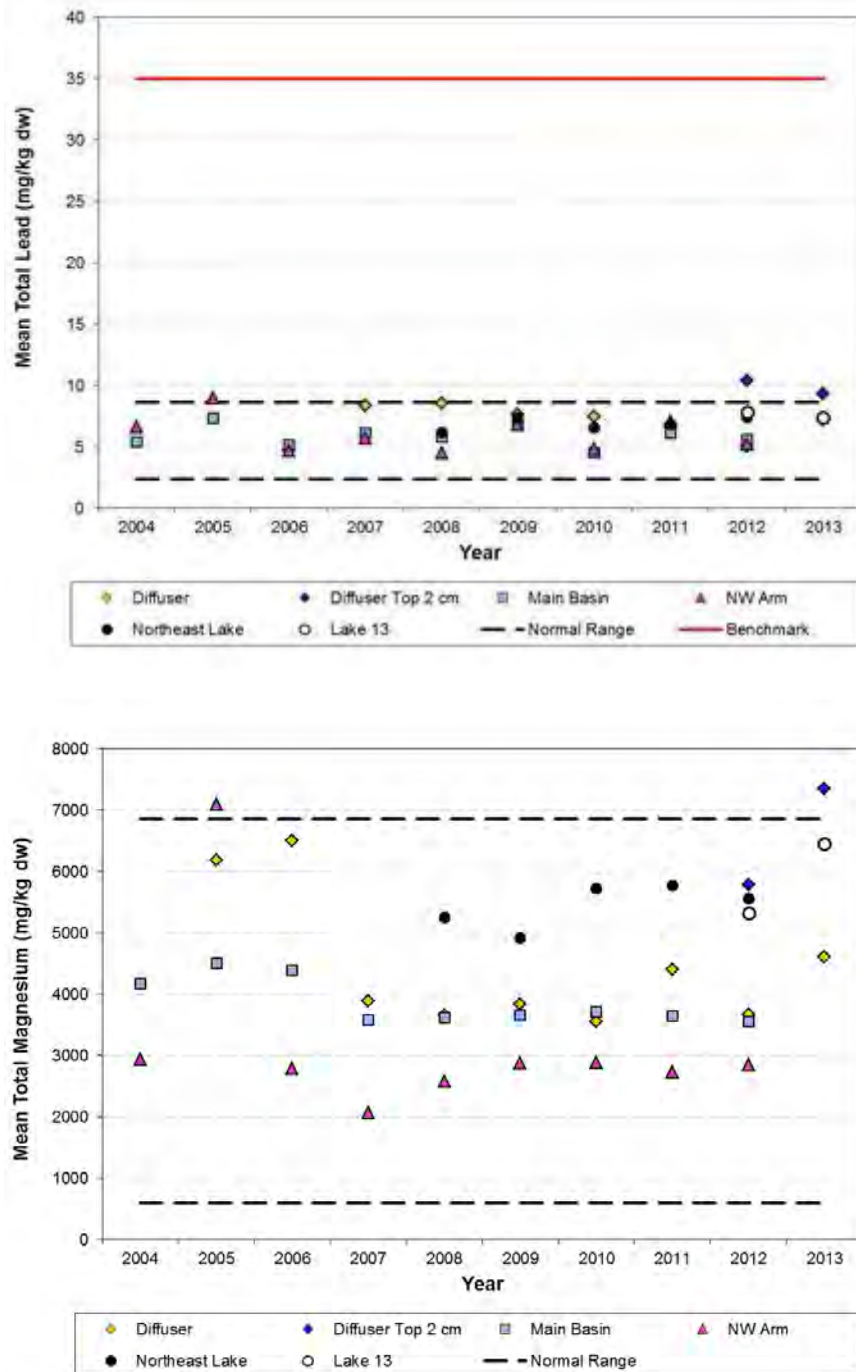 40
35
30
25
20
15
10
5
0
Mean Total Lead (mg/kg dw)
2004 2005 2006 2007 2008 2009 2010 2011 2012 2013
Year
Diffuser Diffuser Top 2 cm Main Basin NW Arm
Northeast Lake Lake 13 Normal Range Benchmark
8000
7000
6000
5000
4000
3000
2000
1000
0
Mean Total Magnesium (mg/kg dw)
2004 2005 2006 2007 2008 2009 2010 2011 2012 2013
Year
Diffuser Diffuser Top 2 cm Main Basin NW Arm
Northeast Lake Lake 13 Normal Range